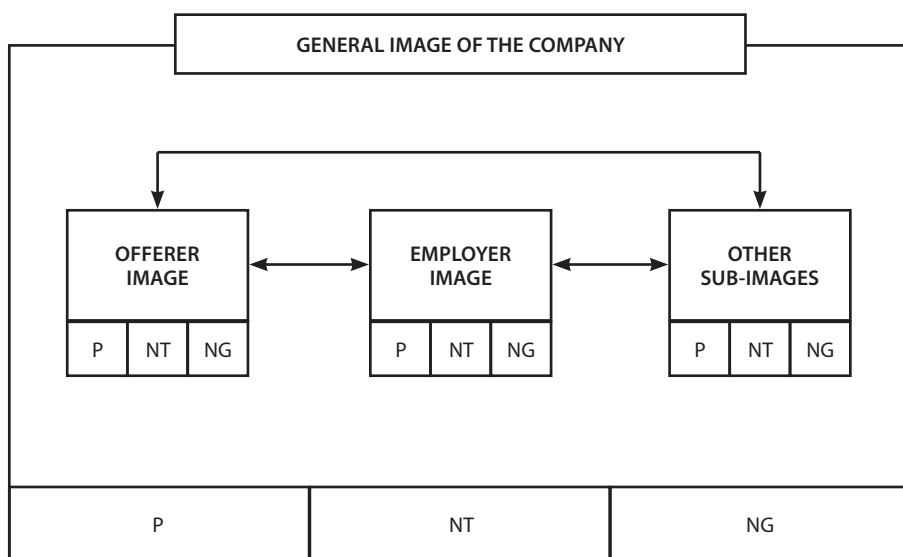 GENERAL IMAGE OF THE COMPANY
OFFERER
IMAGE
P NT NG
EMPLOYER
IMAGE
P NT NG
OTHER
SUB-IMAGES
P NT NG
P NT NG